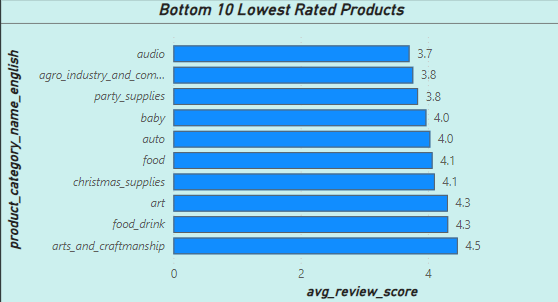 Bottom 10 Lowest Rated Products
product_category_name_english
audio 3.7
agro_industry_and_com... 3.8
party_supplies 3.8
baby 4.0
auto 4.0
food 4.1
christmas_supplies 4.1
art 4.3
food_drink 4.3
arts_and_craftmanship 4.5
0 2 4
avg_review_score